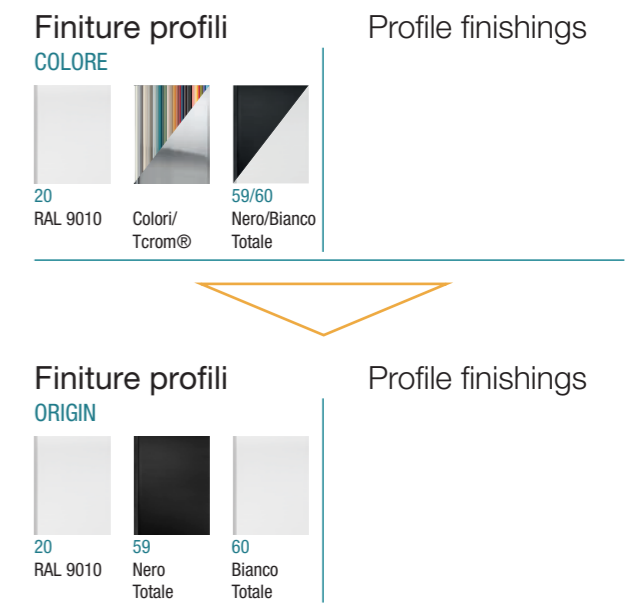 Finiture profili
Profile finishings
COLORE
20
RAL 9010
Colori/
Tcrom®
59/60
Nero/Bianco
Totale
Finiture profili
Profile finishings
ORIGIN
20
RAL 9010
59
Nero
Totale
60
Bianco
Totale